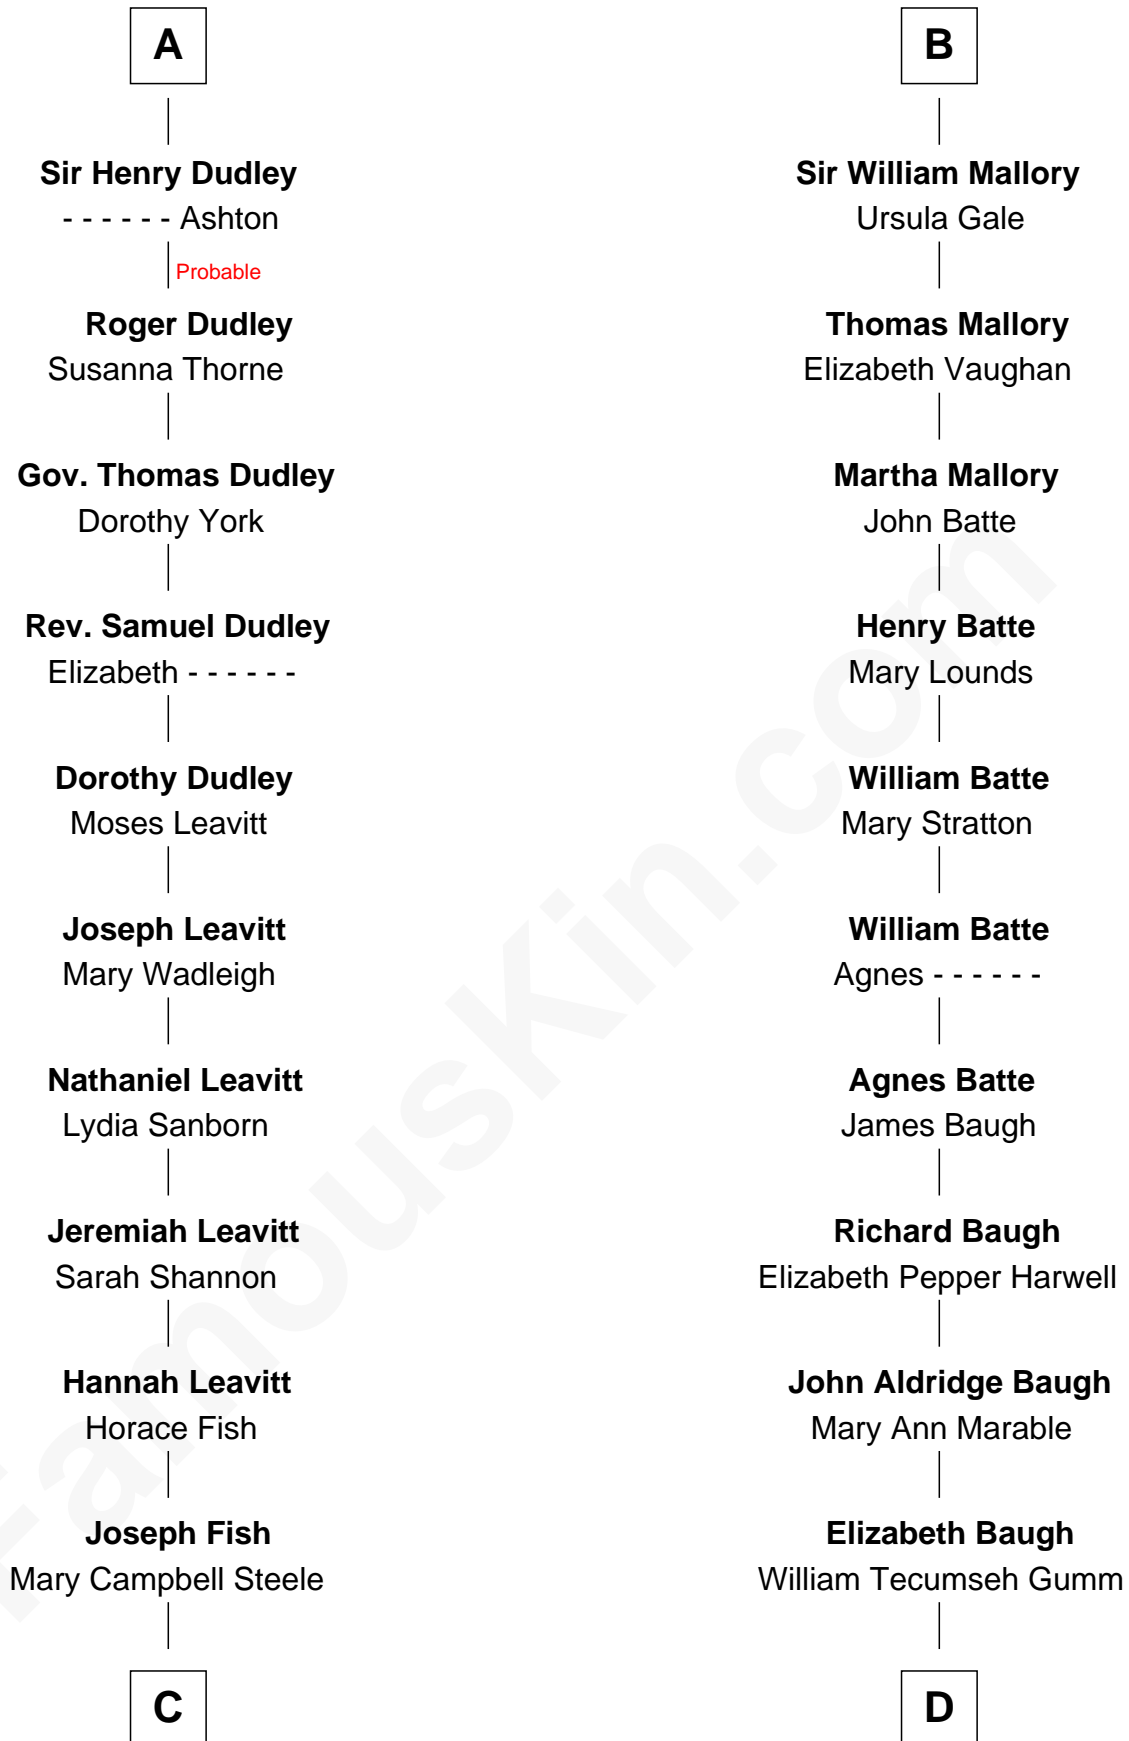 A
Sir Henry Dudley
- - - - - - Ashton
Probable
Roger Dudley
Susanna Thorne
Gov. Thomas Dudley
Dorothy York
Rev. Samuel Dudley
Elizabeth - - - - - -
Dorothy Dudley
Moses Leavitt
Joseph Leavitt
Mary Wadleigh
Nathaniel Leavitt
Lydia Sanborn
Jeremiah Leavitt
Sarah Shannon
Hannah Leavitt
Horace Fish
Joseph Fish
Mary Campbell Steele
C
B
Sir William Mallory
Ursula Gale
Thomas Mallory
Elizabeth Vaughan
Martha Mallory
John Batte
Henry Batte
Mary Lounds
William Batte
Mary Stratton
William Batte
Agnes - - - - - -
Agnes Batte
James Baugh
Richard Baugh
Elizabeth Pepper Harwell
John Aldridge Baugh
Mary Ann Marable
Elizabeth Baugh
William Tecumseh Gumm
D
FamousKin.com